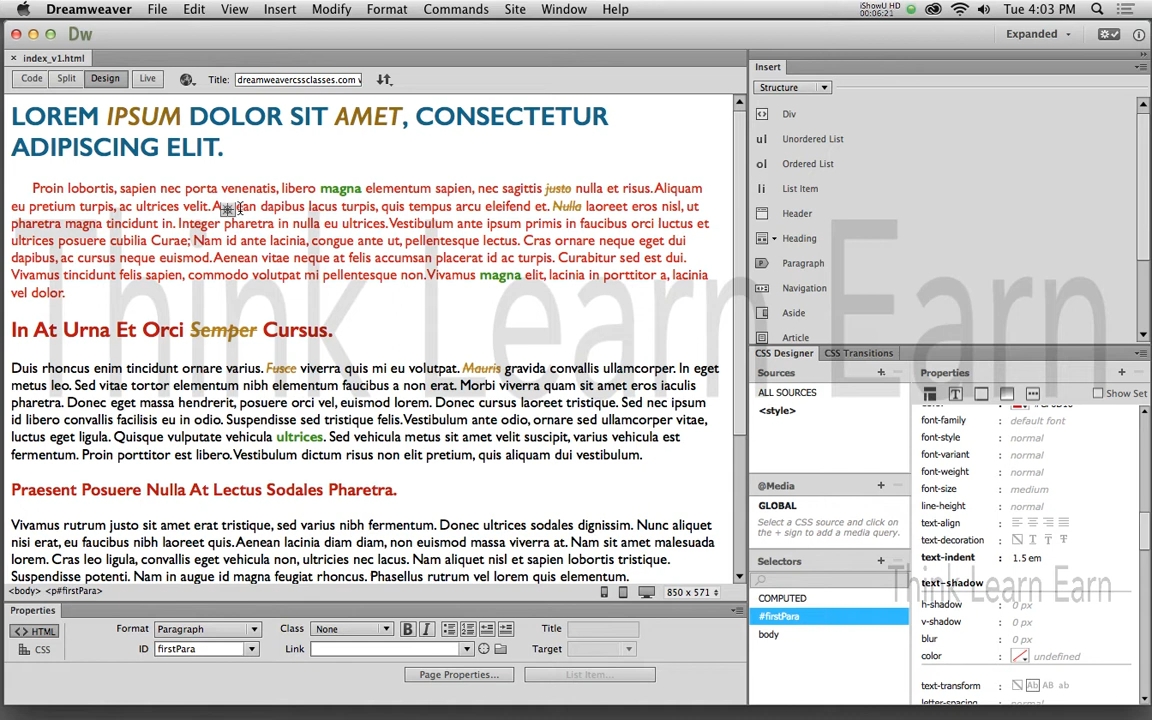 Dreamweaver File Edit View Insert Modify Format Commands Site Window Help
iShowU HD
00:06:21
Tue 4:03 PM
Dw
Expanded
× index_v1.html
Code Split Design Live Title: dreamweavercssclasses.com
LOREM IPSUM DOLOR SIT AMET, CONSECTETUR
ADIPISCING ELIT.
Proin lobortis, sapien nec porta venenatis, libero magna elementum sapien, nec sagittis justo nulla et risus. Aliquam
eu pretium turpis, ac ultrices velit. dapibus lacus turpis, quis tempus arcu eleifend et. Nulla laoreet eros nisl, ut
pharetra magna tincidunt in. Integer pharetra in nulla eu ultrices. Vestibulum ante ipsum primis in faucibus orci luctus et
ultrices posuere cubilia Curae; Nam id ante lacinia, congue ante ut, pellentesque lectus. Cras ornare neque eget dui
dapibus, ac cursus neque euismod. Aenean vitae neque at felis accumsan placerat id ac turpis. Curabitur sed est dui.
Vivamus tincidunt felis sapien, commodo volutpat mi pellentesque non. Vivamus magna elit, lacinia in porttitor a, lacinia
vel dolor.
In At Urna Et Orci Semper Cursus.
Duis rhoncus enim tincidunt ornare varius. Fusce viverra quis mi eu volutpat. Mauris gravida convallis ullamcorper. In eget
metus leo. Sed vitae tortor elementum nibh elementum faucibus a non erat. Morbi viverra quam sit amet eros iaculis
pharetra. Donec eget massa hendrerit, posuere orci vel, euismod lorem. Donec cursus laoreet tristique. Sed nec ipsum
id libero convallis facilisis eu in odio. Suspendisse sed tristique felis. Vestibulum ante odio, ornare sed ullamcorper vitae,
luctus eget ligula. Quisque vulputate vehicula ultrices. Sed vehicula metus sit amet velit suscipit, varius vehicula est
fermentum. Proin porttitor est libero. Vestibulum dictum risus non elit pretium, quis aliquam dui vestibulum.
Praesent Posuere Nulla At Lectus Sodales Pharetra.
Vivamus rutrum justo sit amet erat tristique, sed varius nibh fermentum. Donec ultrices sodales dignissim. Nunc aliquet
nisi erat, eu faucibus nibh laoreet quis. Aenean lacinia diam diam, non euismod massa viverra at. Nam sit amet malesuada
lorem. Cras leo ligula, convallis eget vehicula non, ultricies nec lacus. Nam aliquet nisl et sapien lobortis tristique.
Suspendisse potenti. Nam in augue id magna feugiat rhoncus. Phasellus rutrum vel lorem quis elementum.
Think Learn Earn
<body> <p#firstPara> 850 x 571
Properties
<> HTML Format Paragraph Class None B I Title
CSS ID firstPara Link Target
Page Properties... List Item...
Insert
Structure
Div
ul Unordered List
ol Ordered List
li List Item
Header
Heading
Paragraph
Navigation
Aside
Article
CSS Designer CSS Transitions
Sources +
ALL SOURCES
<style>
@Media +
GLOBAL
Select a CSS source and click on
the + sign to add a media query.
Selectors +
COMPUTED
#firstPara
body
Properties +
Show Set
font-family : default font
font-style : normal
font-variant : normal
font-weight : normal
font-size : medium
line-height : normal
text-align :
text-decoration :
text-indent : 1.5 em
text-shadow
h-shadow : 0 px
v-shadow : 0 px
blur : 0 px
color : undefined
text-transform : Ab AB ab
letter-spacing
Think Learn Earn